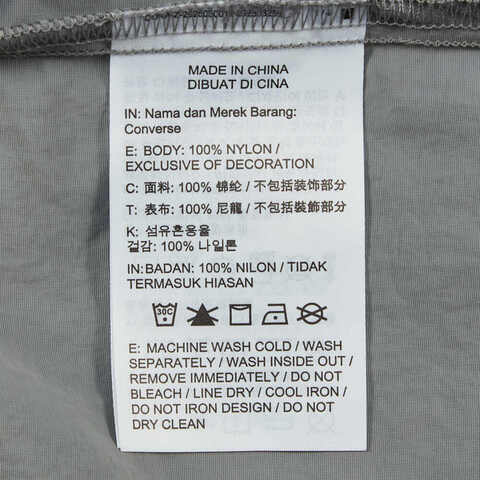 MADE IN CHINA
DIBUAT DI CINA
IN: Nama dan Merek Barang:
Converse
E: BODY: 100% NYLON /
EXCLUSIVE OF DECORATION
C: 面料: 100% 锦纶 / 不包括装饰部分
T: 表布: 100% 尼龍 / 不包括裝飾部分
K: 섬유혼용율
겉감: 100% 나일론
IN: BADAN: 100% NILON / TIDAK
TERMASUK HIASAN
30C
E: MACHINE WASH COLD / WASH
SEPARATELY / WASH INSIDE OUT /
REMOVE IMMEDIATELY / DO NOT
BLEACH / LINE DRY / COOL IRON /
DO NOT IRON DESIGN / DO NOT
DRY CLEAN